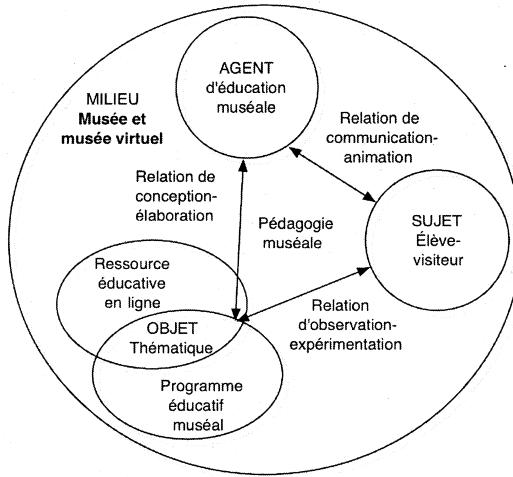 AGENT
d'éducation
muséale
MILIEU
Musée et
musée virtuel
Relation de
communication-
animation
Relation de
conception-
élaboration
Pédagogie
muséale
SUJET
Élève-
visiteur
Ressource
éducative
en ligne
OBJET
Thématique
Relation
d'observation-
expérimentation
Programme
éducatif
muséal